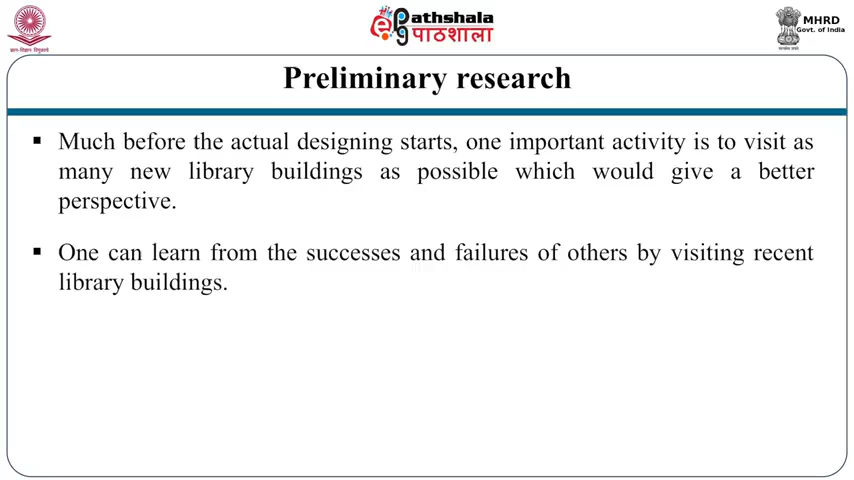 ePathshala
पाठशाला
MHRD
Govt. of India
Preliminary research
▪ Much before the actual designing starts, one important activity is to visit as
many new library buildings as possible which would give a better
perspective.
▪ One can learn from the successes and failures of others by visiting recent
library buildings.